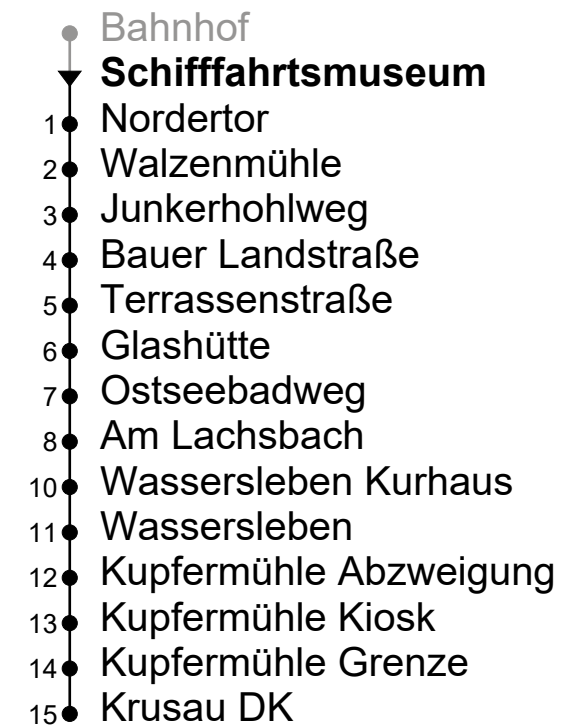 Bahnhof
Schifffahrtsmuseum
1 Nordertor
2 Walzenmühle
3 Junkerhohlweg
4 Bauer Landstraße
5 Terrassenstraße
6 Glashütte
7 Ostseebadweg
8 Am Lachsbach
10 Wassersleben Kurhaus
11 Wassersleben
12 Kupfermühle Abzweigung
13 Kupfermühle Kiosk
14 Kupfermühle Grenze
15 Krusau DK